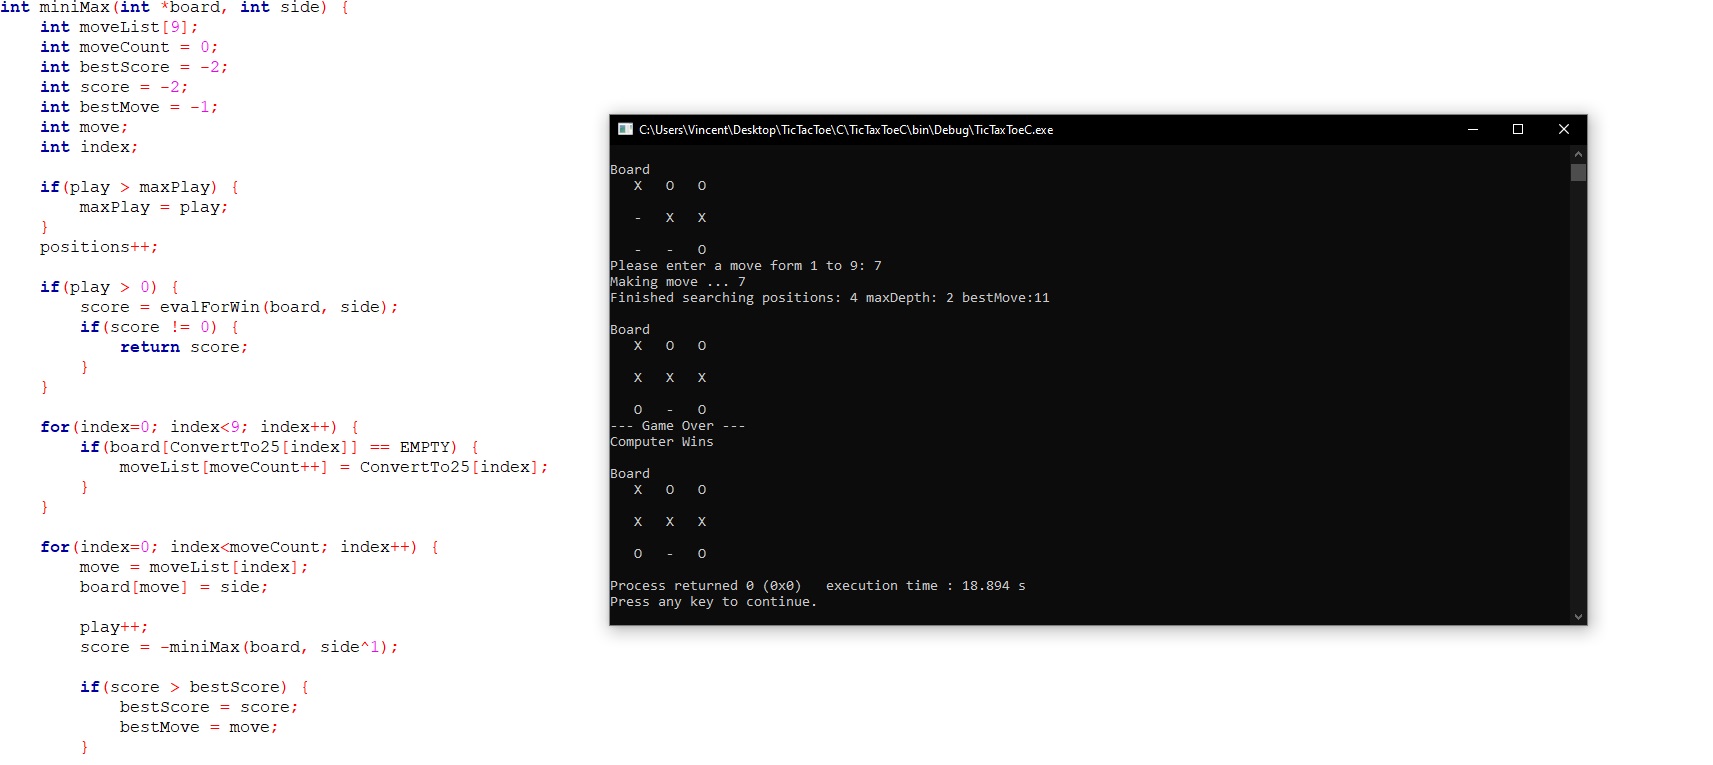 int miniMax(int *board, int side) {
int moveList[9];
int moveCount = 0;
int bestScore = -2;
int score = -2;
int bestMove = -1;
int move;
int index;
if(play > maxPlay) {
maxPlay = play;
}
positions++;
if(play > 0) {
score = evalForWin(board, side);
if(score != 0) {
return score;
}
}
for(index=0; index<9; index++) {
if(board[ConvertTo25[index]] == EMPTY) {
moveList[moveCount++] = ConvertTo25[index];
}
}
for(index=0; index<moveCount; index++) {
move = moveList[index];
board[move] = side;
play++;
score = -miniMax(board, side^1);
if(score > bestScore) {
bestScore = score;
bestMove = move;
}
C:\Users\Vincent\Desktop\TicTacToe\C\TicTaxToeC\bin\Debug\TicTaxToeC.exe
Board
X O O
- X X
- - O
Please enter a move form 1 to 9: 7
Making move ... 7
Finished searching positions: 4 maxDepth: 2 bestMove:11
Board
X O O
X X X
O - O
--- Game Over ---
Computer Wins
Board
X O O
X X X
O - O
Process returned 0 (0x0) execution time : 18.894 s
Press any key to continue.